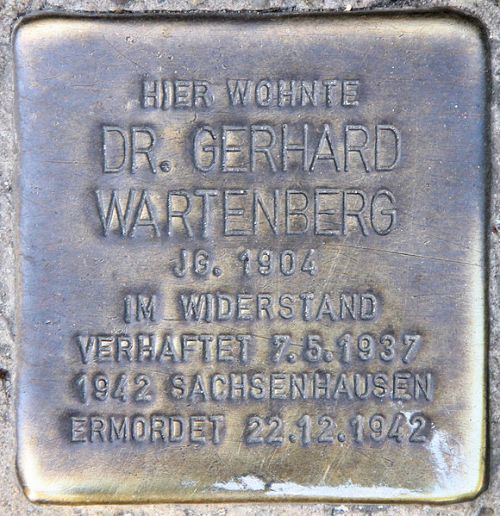 HIER WOHNTE
DR. GERHARD
WARTENBERG
JG. 1904
IM WIDERSTAND
VERHAFTET 7.5.1937
1942 SACHSENHAUSEN
ERMORDET 22.12.1942